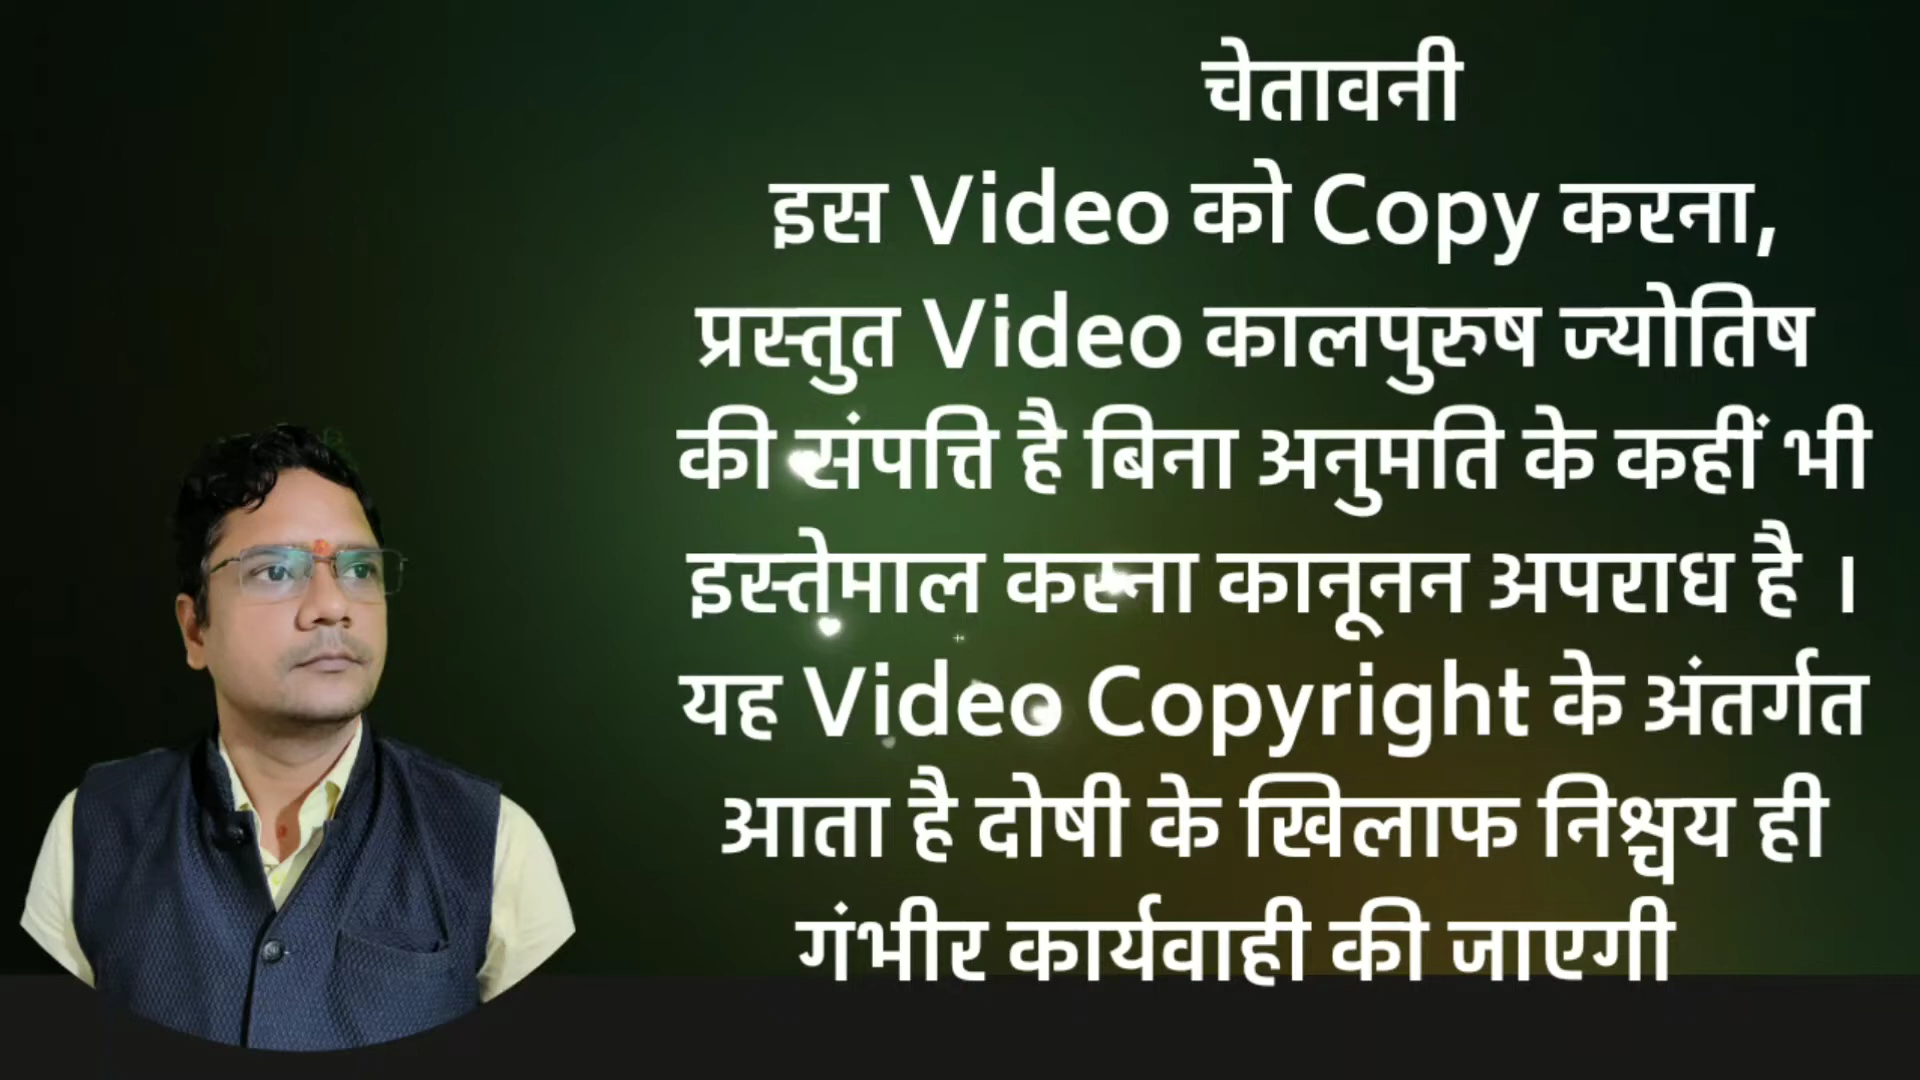 चेतावनी
इस Video को Copy करना,
प्रस्तुत Video कालपुरुष ज्योतिष
की संपत्ति है बिना अनुमति के कहीं भी
इस्तेमाल करना कानूनन अपराध है ।
यह Video Copyright के अंतर्गत
आता है दोषी के खिलाफ निश्चय ही
गंभीर कार्यवाही की जाएगी